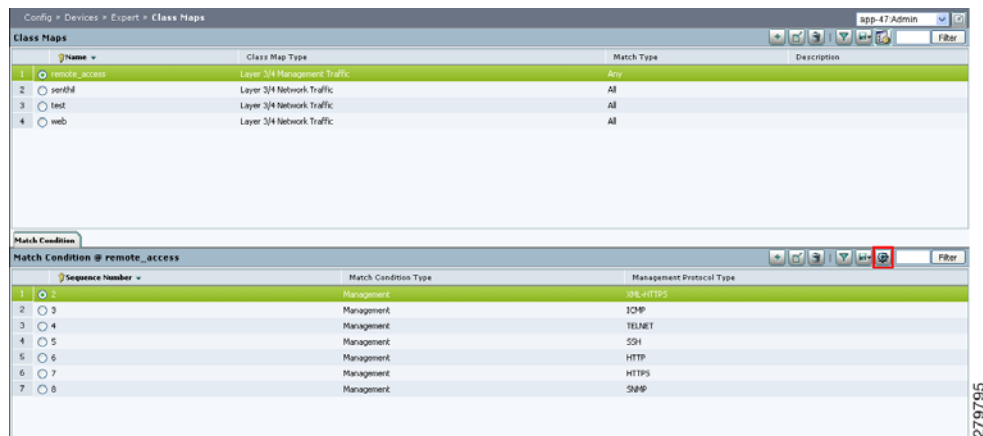 Config > Devices > Expert > Class Maps app-47:Admin
Class Maps Filter
Name Class Map Type Match Type Description
1 remote_access Layer 3/4 Management Traffic Any
2 senthil Layer 3/4 Network Traffic All
3 test Layer 3/4 Network Traffic All
4 web Layer 3/4 Network Traffic All
Match Condition
Match Condition @ remote_access Filter
Sequence Number Match Condition Type Management Protocol Type
1 2 Management XML-HTTPS
2 3 Management ICMP
3 4 Management TELNET
4 5 Management SSH
5 6 Management HTTP
6 7 Management HTTPS
7 8 Management SNMP
279795